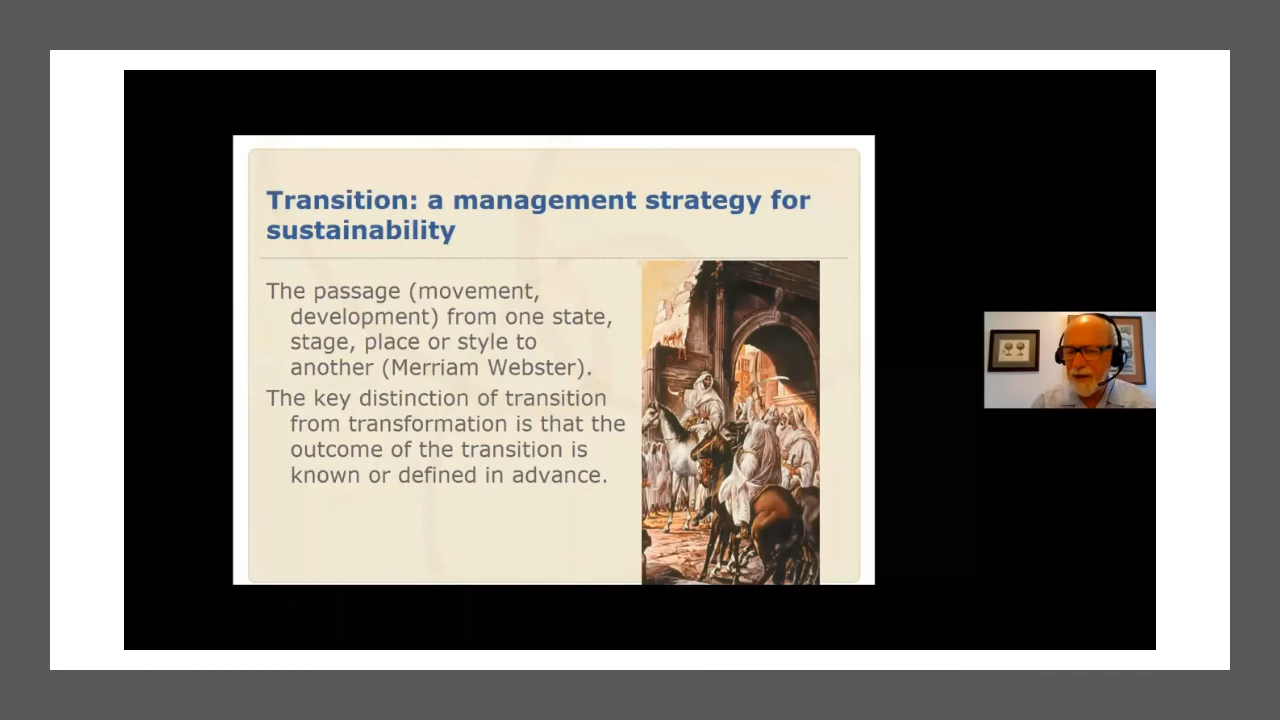 Transition: a management strategy for
sustainability
The passage (movement,
development) from one state,
stage, place or style to
another (Merriam Webster).
The key distinction of transition
from transformation is that the
outcome of the transition is
known or defined in advance.